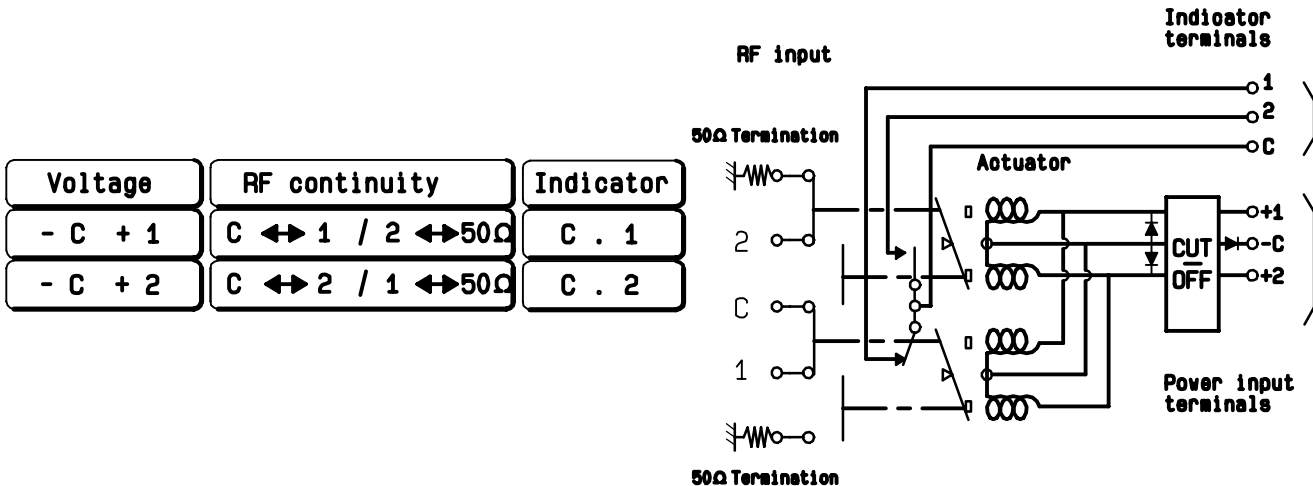 Voltage RF continuity Indicator
- C + 1 C ↔ 1 / 2 ↔ 50Ω C . 1
- C + 2 C ↔ 2 / 1 ↔ 50Ω C . 2
RF input
50Ω Termination
2
C
1
50Ω Termination
Indicator
terminals
1
2
C
Actuator
CUT
OFF
+1
-C
+2
Power input
terminals